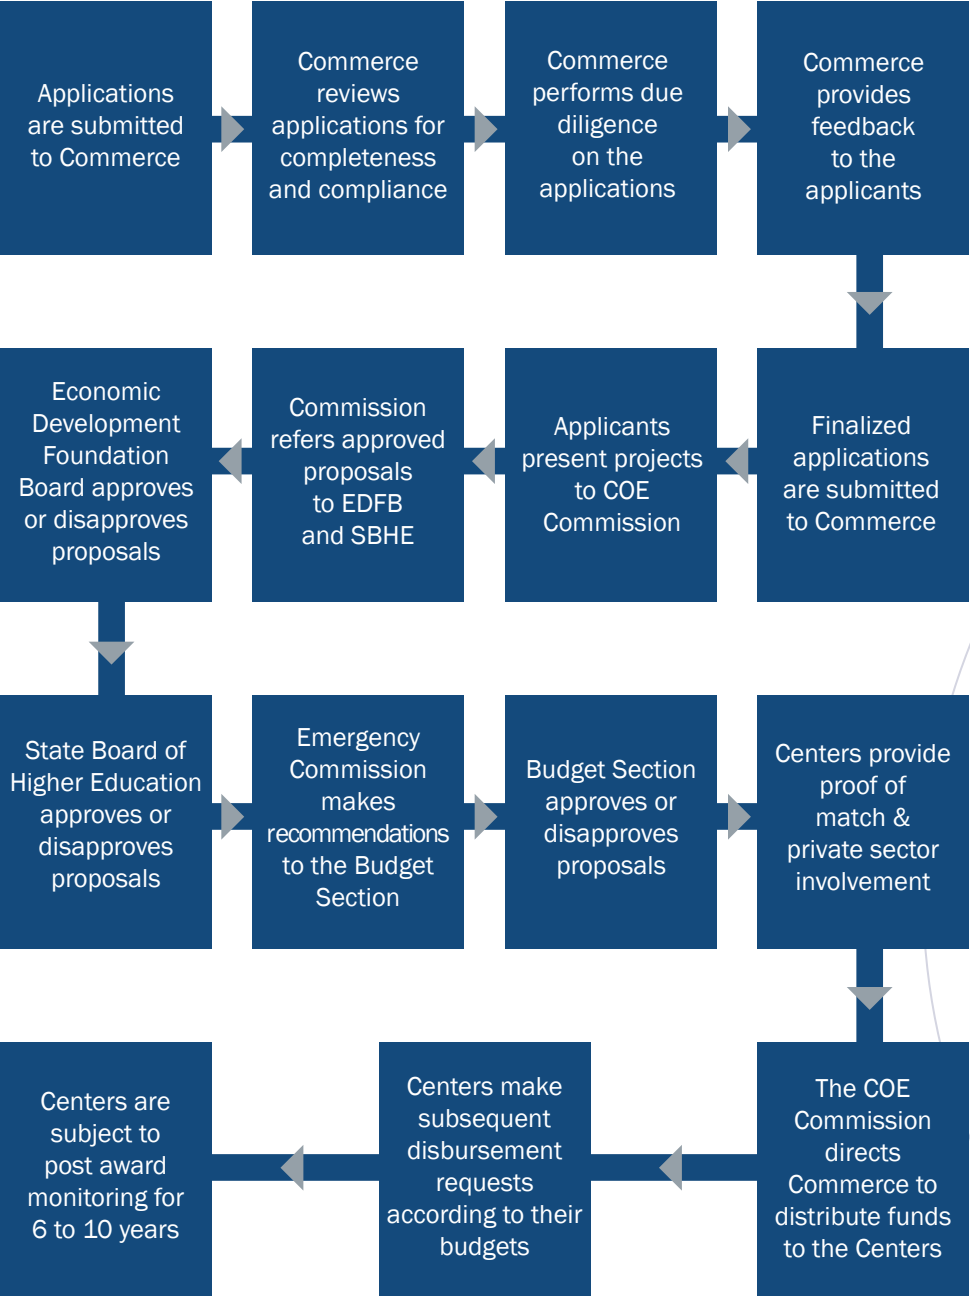 Applications
are submitted
to Commerce
Commerce
reviews
applications for
completeness
and compliance
Commerce
performs due
diligence
on the
applications
Commerce
provides
feedback
to the
applicants
Finalized
applications
are submitted
to Commerce
Applicants
present projects
to COE
Commission
Commission
refers approved
proposals
to EDFB
and SBHE
Economic
Development
Foundation
Board approves
or disapproves
proposals
State Board of
Higher Education
approves or
disapproves
proposals
Emergency
Commission
makes
recommendations
to the Budget
Section
Budget Section
approves or
disapproves
proposals
Centers provide
proof of
match &
private sector
involvement
The COE
Commission
directs
Commerce to
distribute funds
to the Centers
Centers make
subsequent
disbursement
requests
according to their
budgets
Centers are
subject to
post award
monitoring for
6 to 10 years